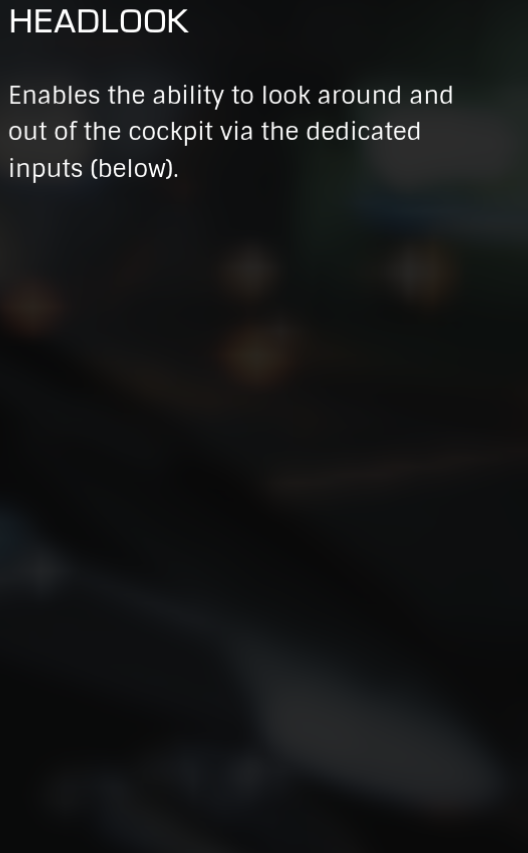 HEADLOOK
Enables the ability to look around and
out of the cockpit via the dedicated
inputs (below).